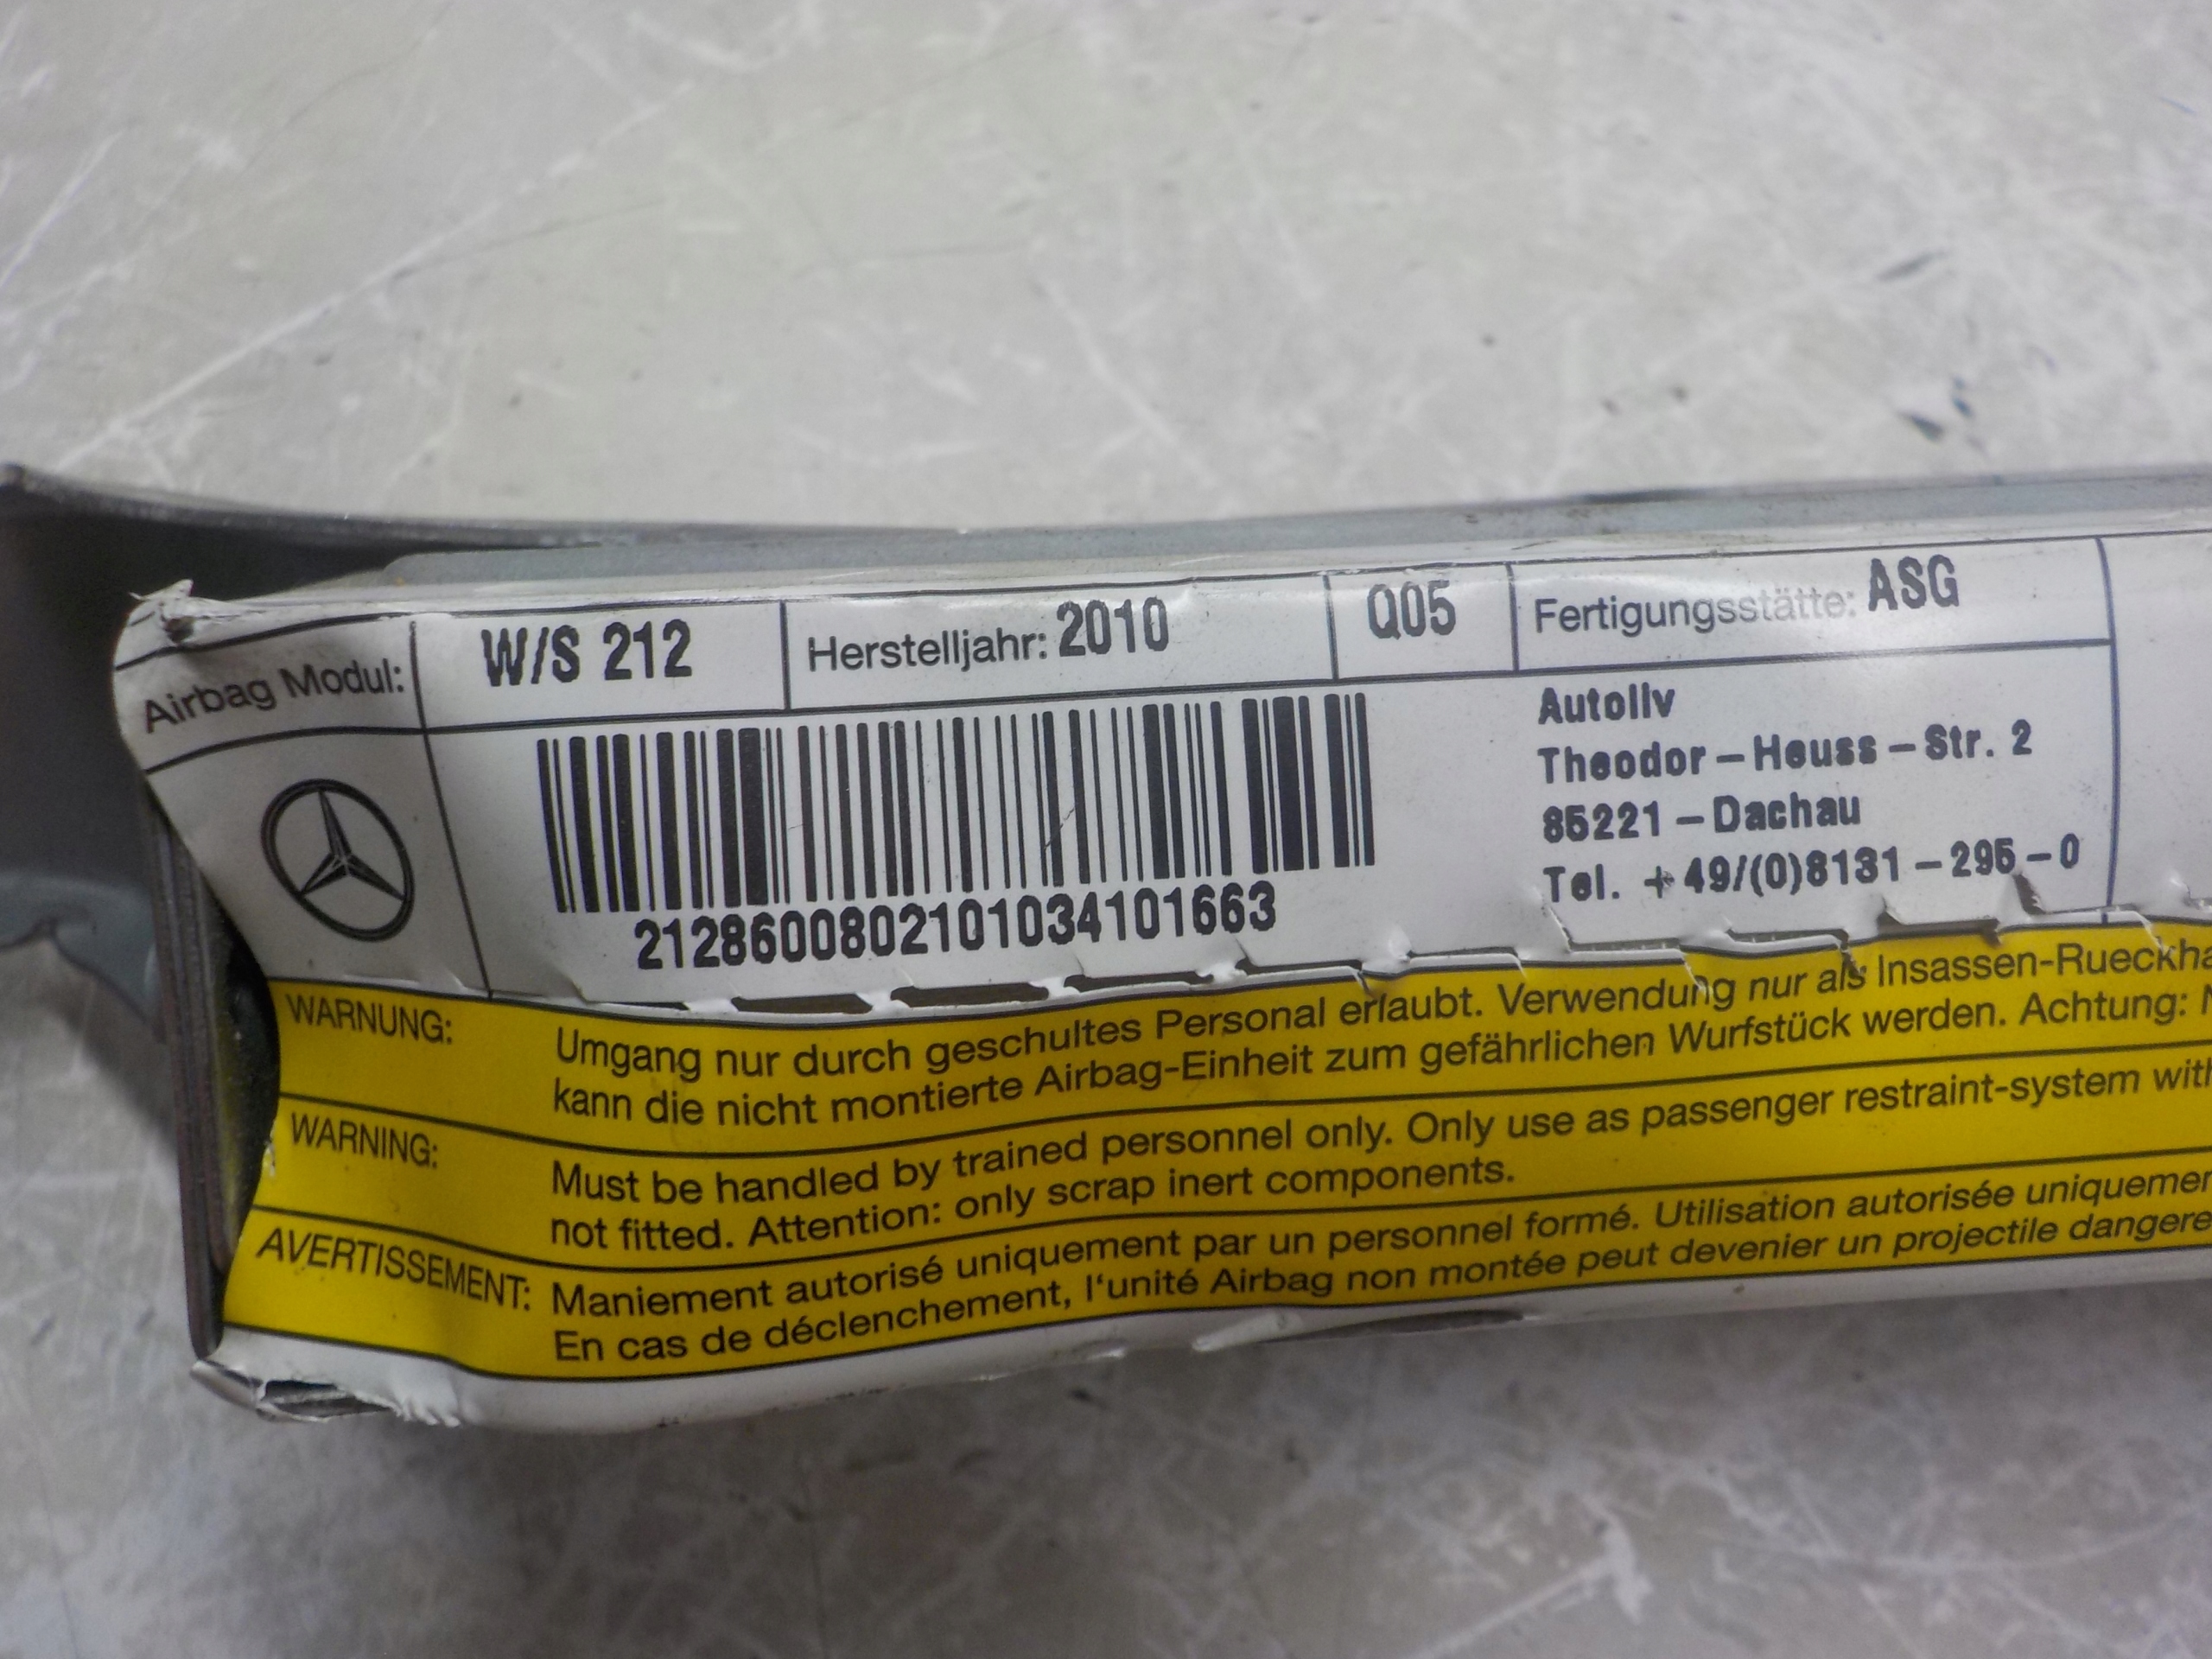 Airbag Modul: W/S 212 Herstelljahr: 2010 Q05 Fertigungsstätte: ASG
2128600802101034101663
Autoliv
Theodor-Heuss-Str. 2
85221-Dachau
Tel. +49/(0)8131-295-0
WARNUNG: Umgang nur durch geschultes Personal erlaubt. Verwendung nur als Insassen-Rueckha
kann die nicht montierte Airbag-Einheit zum gefährlichen Wurfstück werden. Achtung: N
WARNING: Must be handled by trained personnel only. Only use as passenger restraint-system with
not fitted. Attention: only scrap inert components.
AVERTISSEMENT: Maniement autorisé uniquement par un personnel formé. Utilisation autorisée uniquemen
En cas de déclenchement, l'unité Airbag non montée peut devenier un projectile dangere